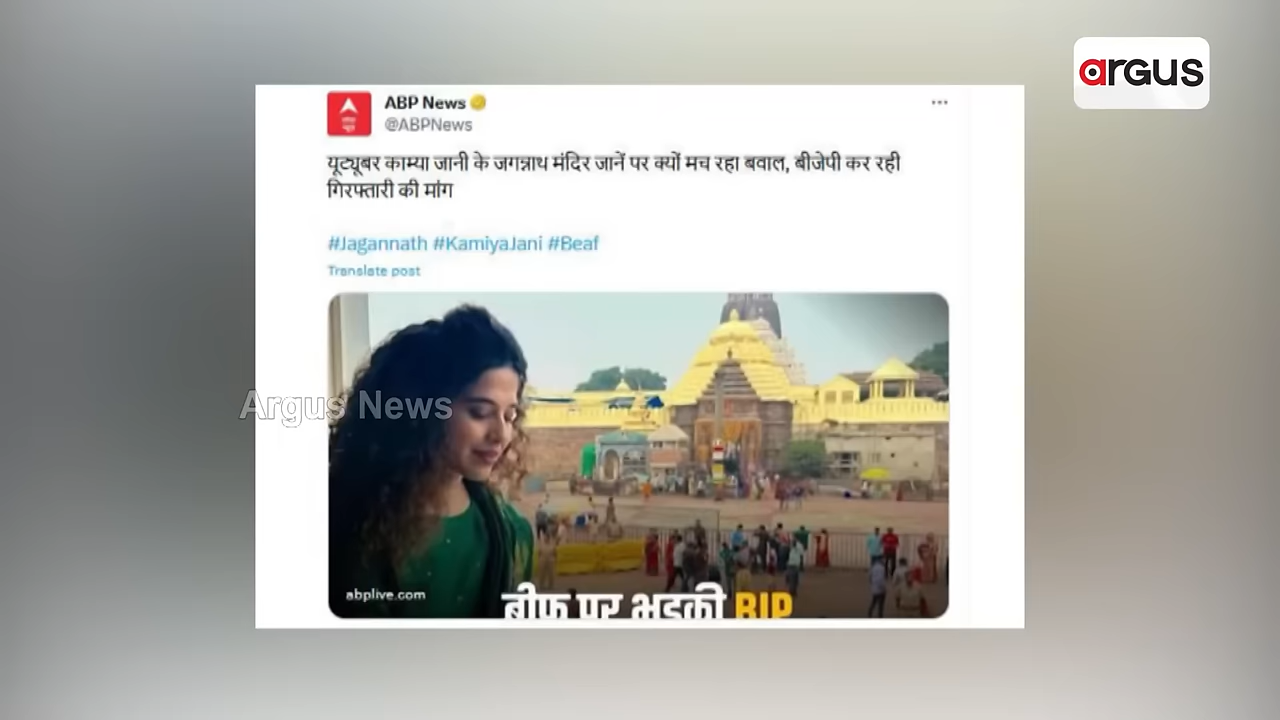 argus
ABP News
@ABPNews
यूट्यूबर काम्या जानी के जगन्नाथ मंदिर जानें पर क्यों मच रहा बवाल, बीजेपी कर रही
गिरफ्तारी की मांग
#Jagannath #KamiyaJani #Beaf
Translate post
Argus News
abplive.com
बीफ पर भड़की BJP